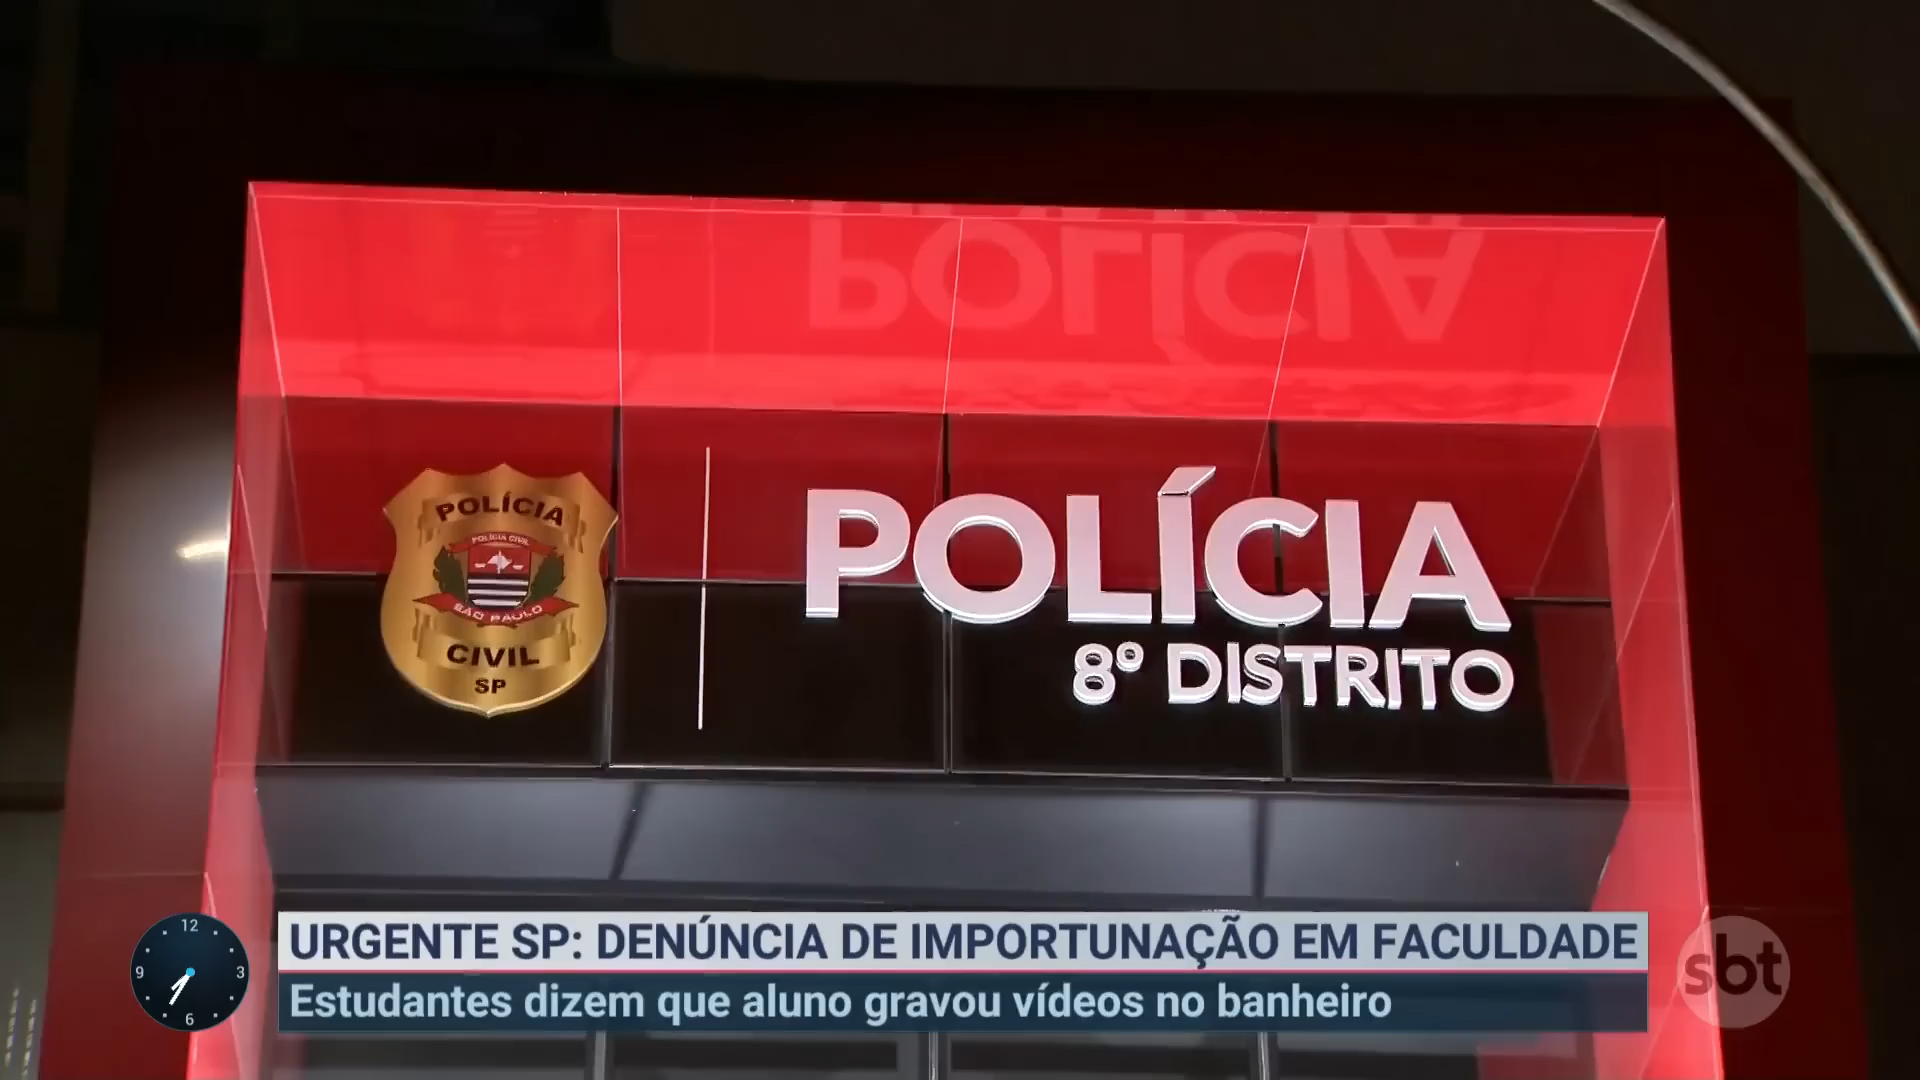 POLÍCIA
POLÍCIA
POLÍCIA CIVIL
SÃO PAULO
CIVIL
SP
POLÍCIA
8º DISTRITO
12
9
3
6
URGENTE SP: DENÚNCIA DE IMPORTUNAÇÃO EM FACULDADE
Estudantes dizem que aluno gravou vídeos no banheiro
sbt